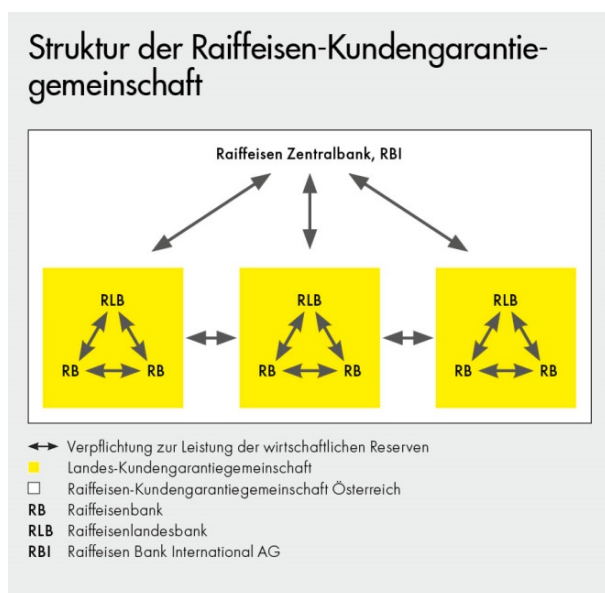 Struktur der Raiffeisen-Kundengarantie-
gemeinschaft
Raiffeisen Zentralbank, RBI
RLB
RB RB
RLB
RB RB
RLB
RB RB
Verpflichtung zur Leistung der wirtschaftlichen Reserven
Landes-Kundengarantiegemeinschaft
Raiffeisen-Kundengarantiegemeinschaft Österreich
RB Raiffeisenbank
RLB Raiffeisenlandesbank
RBI Raiffeisen Bank International AG